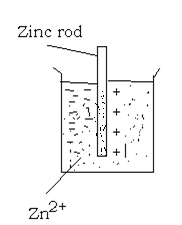 Zinc rod
+
+
+
+
Zn²⁺